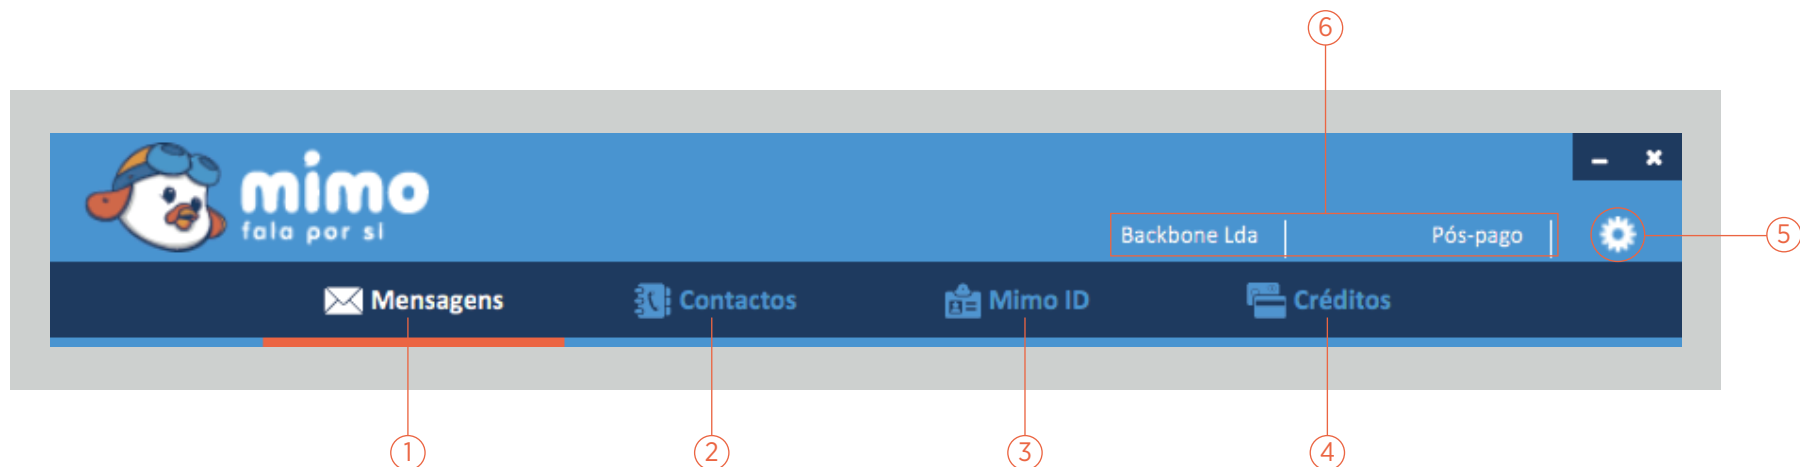 6
mimo
fala por si
Backbone Lda Pós-pago
5
Mensagens Contactos Mimo ID Créditos
1 2 3 4